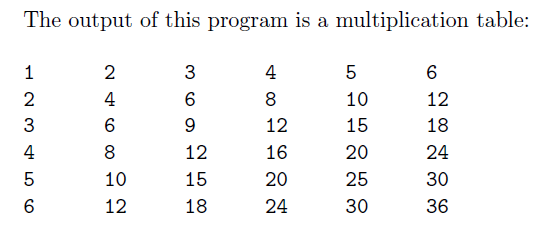 The output of this program is a multiplication table:
1 2 3 4 5 6
2 4 6 8 10 12
3 6 9 12 15 18
4 8 12 16 20 24
5 10 15 20 25 30
6 12 18 24 30 36